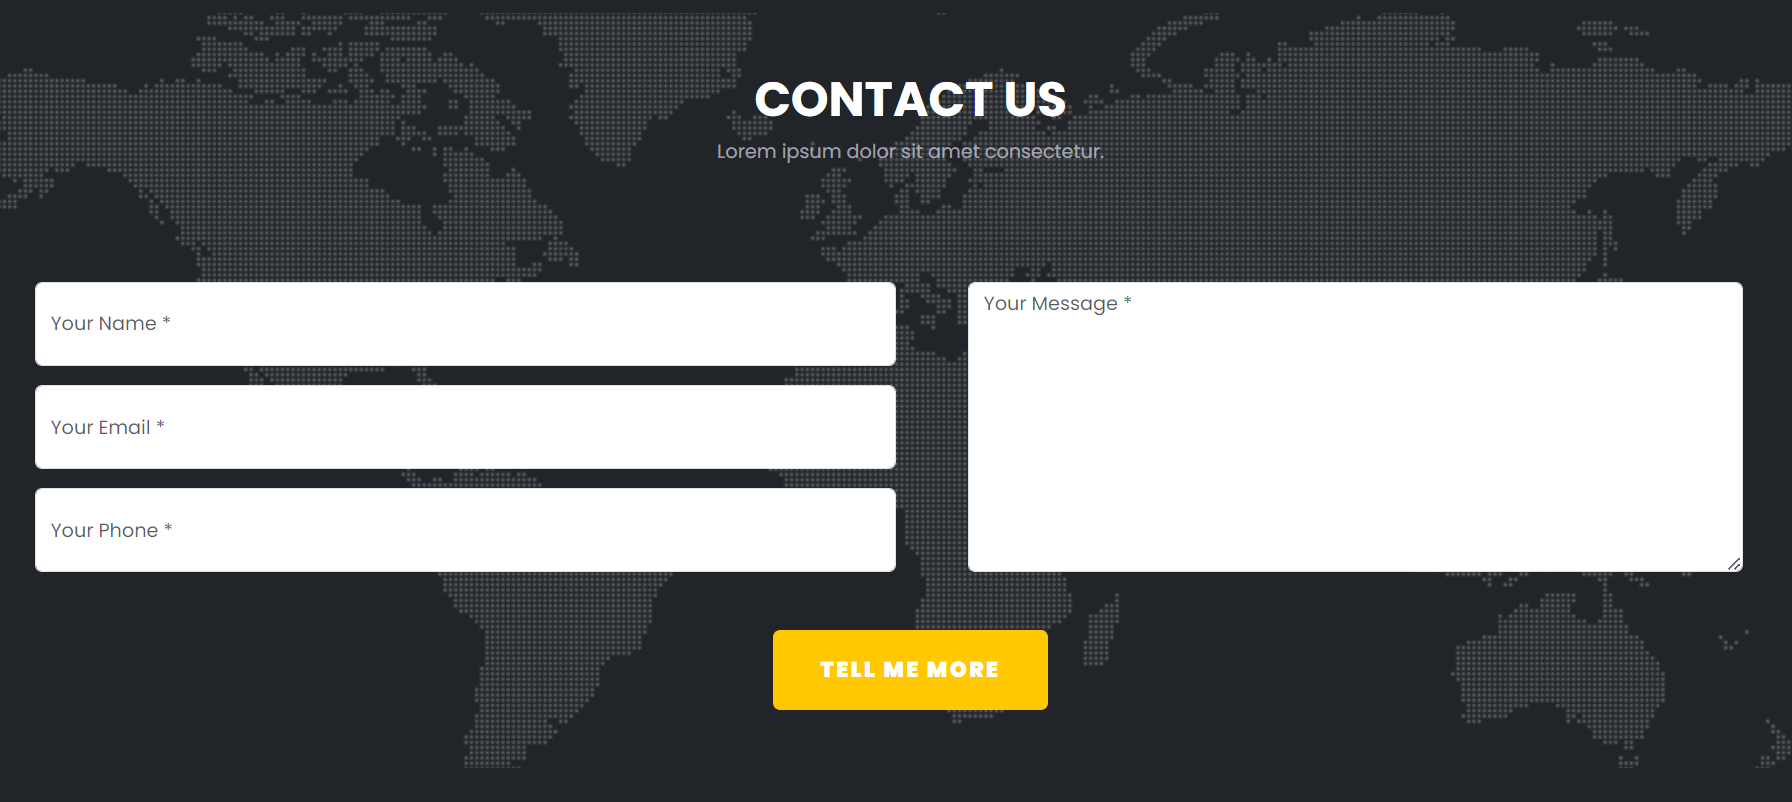 CONTACT US
Lorem ipsum dolor sit amet consectetur.
Your Name *
Your Email *
Your Phone *
Your Message *
TELL ME MORE